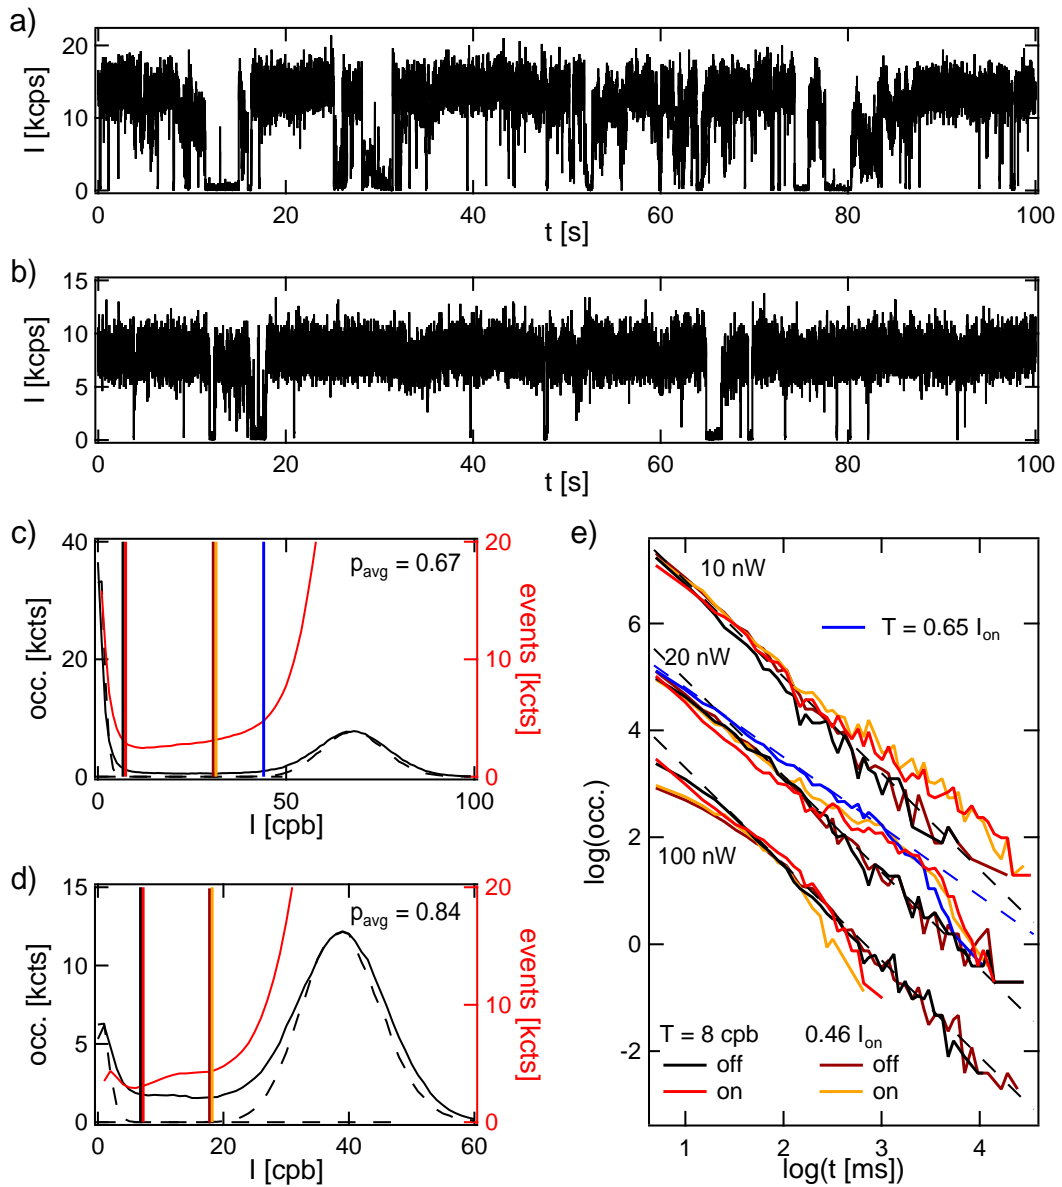 a)
I [kcps]
20
10
0
0 20 40 60 80 100
t [s]
b)
I [kcps]
15
10
5
0
0 20 40 60 80 100
t [s]
c)
occ. [kcts]
40
20
0
p_avg = 0.67
20
10
0
events [kcts]
0 50 100
I [cpb]
d)
occ. [kcts]
15
10
5
0
p_avg = 0.84
20
10
0
events [kcts]
0 20 40 60
I [cpb]
e)
log(occ.)
6
4
2
0
-2
10 nW
T = 0.65 I_on
20 nW
100 nW
T = 8 cpb 0.46 I_on
off off
on on
1 2 3 4
log(t [ms])